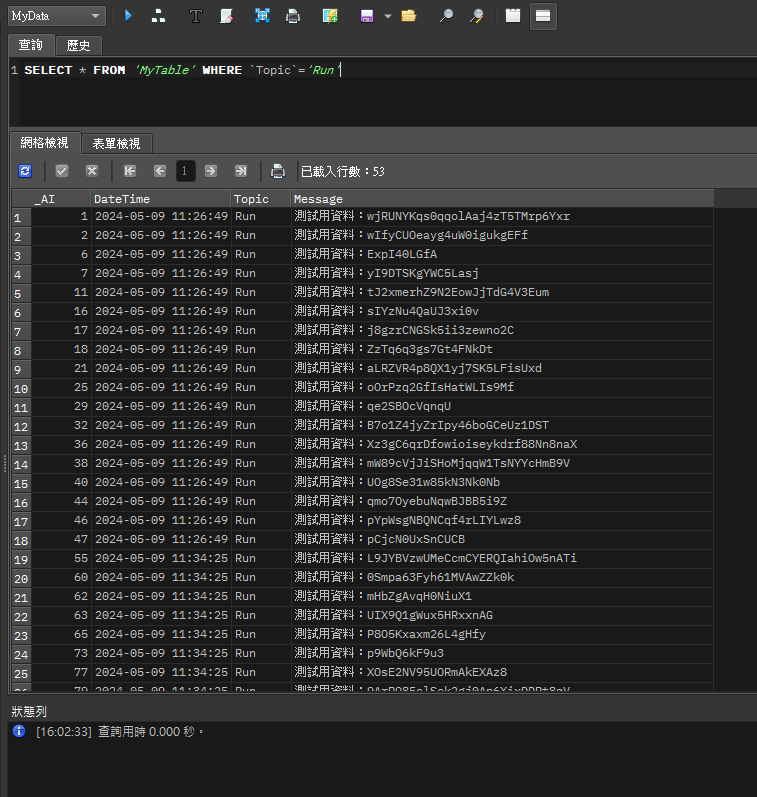 MyData
查詢 歷史
1 SELECT * FROM 'MyTable' WHERE `Topic`='Run'
網格檢視 表單檢視
1 已載入行數：53
_AI DateTime Topic Message
1 1 2024-05-09 11:26:49 Run 測試用資料：wjRUNYKqs0qqolAaj4zT5TMrp6Yxr
2 2 2024-05-09 11:26:49 Run 測試用資料：wIfyCUOeayg4uW0igukgEFf
3 6 2024-05-09 11:26:49 Run 測試用資料：ExpI40LGfA
4 7 2024-05-09 11:26:49 Run 測試用資料：yI9DTSKgYWC5Lasj
5 11 2024-05-09 11:26:49 Run 測試用資料：tJ2xmerhZ9N2EowJjTdG4V3Eum
6 16 2024-05-09 11:26:49 Run 測試用資料：sIYzNu4QaUJ3xi0v
7 17 2024-05-09 11:26:49 Run 測試用資料：j8gzrCNGSk5ii3zewno2C
8 18 2024-05-09 11:26:49 Run 測試用資料：ZzTq6q3gs7Gt4FNkDt
9 21 2024-05-09 11:26:49 Run 測試用資料：aLRZVR4p8QX1yj7SK5LFisUxd
10 25 2024-05-09 11:26:49 Run 測試用資料：oOrPzq2GfIsHatWLIs9Mf
11 29 2024-05-09 11:26:49 Run 測試用資料：qe2SBOcVqnqU
12 32 2024-05-09 11:26:49 Run 測試用資料：B7o1Z4jyZrIpy46boGCeUz1DST
13 36 2024-05-09 11:26:49 Run 測試用資料：Xz3gC6qrDfowioiseykdrf88Nn8naX
14 38 2024-05-09 11:26:49 Run 測試用資料：mW89cVjJiSHoMjqqW1TsNYYcHmB9V
15 40 2024-05-09 11:26:49 Run 測試用資料：UOg8Se31w85kN3Nk0Nb
16 44 2024-05-09 11:26:49 Run 測試用資料：qmo7OyebuNqwBJBB5i9Z
17 46 2024-05-09 11:26:49 Run 測試用資料：pYpWsgNBQNCqf4rLIYLwz8
18 47 2024-05-09 11:26:49 Run 測試用資料：pCjcN0UxSnCUCB
19 55 2024-05-09 11:34:25 Run 測試用資料：L9JYBVzwUMeCcmCYERQIahiOw5nATi
20 60 2024-05-09 11:34:25 Run 測試用資料：0Smpa63Fyh61MVAwZZk0k
21 62 2024-05-09 11:34:25 Run 測試用資料：mHbZgAvqH0NiuX1
22 63 2024-05-09 11:34:25 Run 測試用資料：UIX9Q1gWux5HRxxnAG
23 65 2024-05-09 11:34:25 Run 測試用資料：P8O5Kxaxm26L4gHfy
24 73 2024-05-09 11:34:25 Run 測試用資料：p9WbQ6kF9u3
25 77 2024-05-09 11:34:25 Run 測試用資料：XOsE2NV95UORmAkEXAz8
79 2024-05-09 11:34:25 Run 測試用資料：
狀態列
[16:02:33] 查詢用時 0.000 秒。